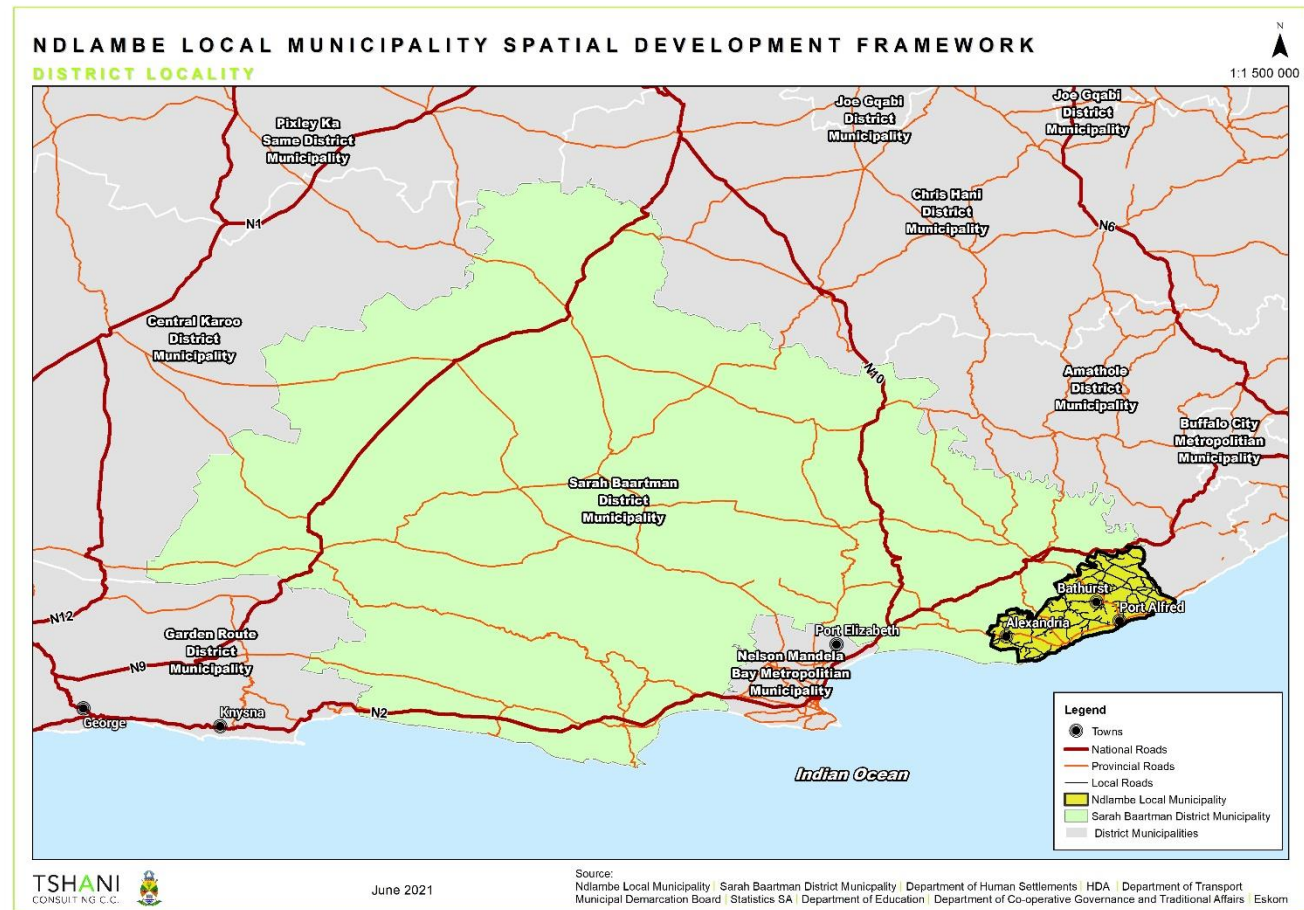 NDLAMBE LOCAL MUNICIPALITY SPATIAL DEVELOPMENT FRAMEWORK
DISTRICT LOCALITY
N
1:1 500 000
Pixley Ka
Same District
Municipality
Joe Gqabi
District
Municipality
Joe Gqabi
District
Municipality
Chris Hani
District
Municipality
N1
N6
Central Karoo
District
Municipality
N10
Amathole
District
Municipality
Buffalo City
Metropolitian
Municipality
Sarah Baartman
District
Municipality
Bathurst
Port Alfred
Alexandria
N12
Garden Route
District
Municipality
N9
Port Elizabeth
Nelson Mandela
Bay Metropolitian
Municipality
George
Knysna
N2
Indian Ocean
Legend
Towns
National Roads
Provincial Roads
Local Roads
Ndlambe Local Municipality
Sarah Baartman District Municipality
District Municipalities
TSHANI
CONSULTING C.C.
June 2021
Source:
Ndlambe Local Municipality | Sarah Baartman District Municpality | Department of Human Settlements | HDA | Department of Transport
Municipal Demarcation Board | Statistics SA | Department of Education | Department of Co-operative Governance and Traditional Affairs | Eskom